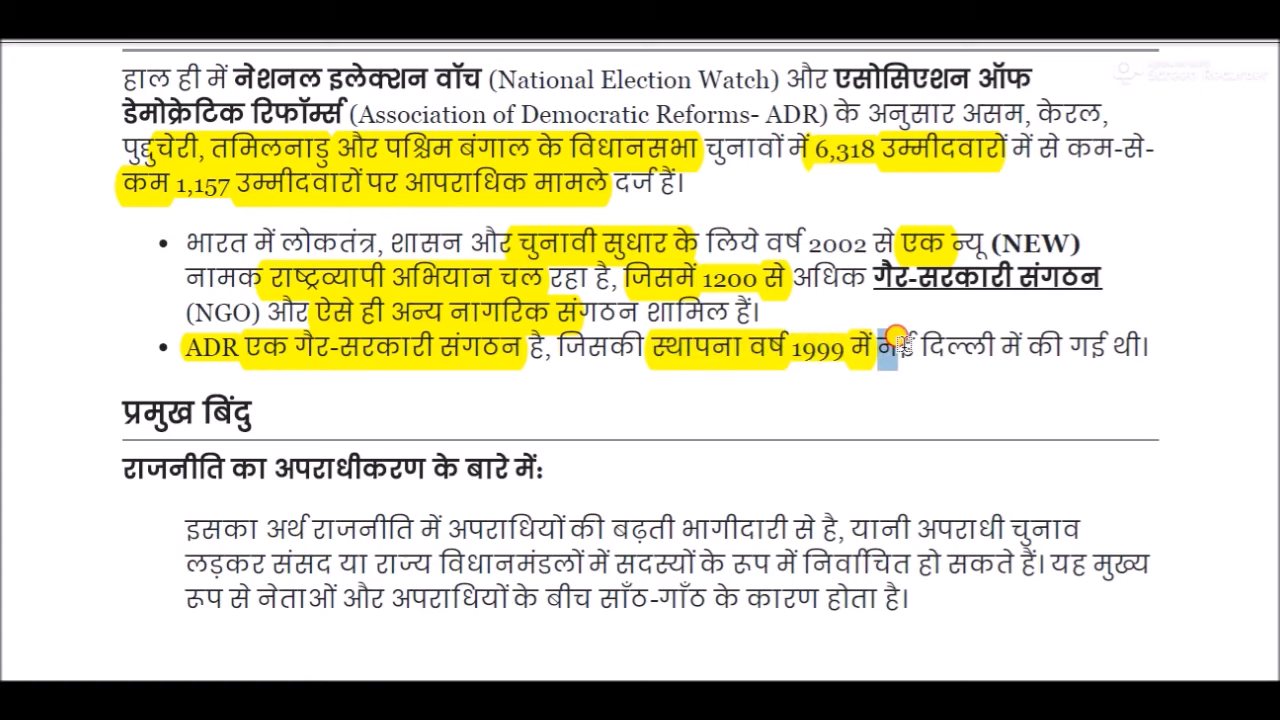 हाल ही में नेशनल इलेक्शन वॉच (National Election Watch) और एसोसिएशन ऑफ
डेमोक्रेटिक रिफॉर्म्स (Association of Democratic Reforms- ADR) के अनुसार असम, केरल,
पुद्दुचेरी, तमिलनाडु और पश्चिम बंगाल के विधानसभा चुनावों में 6,318 उम्मीदवारों में से कम-से-
कम 1,157 उम्मीदवारों पर आपराधिक मामले दर्ज हैं।
• भारत में लोकतंत्र, शासन और चुनावी सुधार के लिये वर्ष 2002 से एक न्यू (NEW)
नामक राष्ट्रव्यापी अभियान चल रहा है, जिसमें 1200 से अधिक गैर-सरकारी संगठन
(NGO) और ऐसे ही अन्य नागरिक संगठन शामिल हैं।
• ADR एक गैर-सरकारी संगठन है, जिसकी स्थापना वर्ष 1999 में नई दिल्ली में की गई थी।
प्रमुख बिंदु
राजनीति का अपराधीकरण के बारे में:
इसका अर्थ राजनीति में अपराधियों की बढ़ती भागीदारी से है, यानी अपराधी चुनाव
लड़कर संसद या राज्य विधानमंडलों में सदस्यों के रूप में निर्वाचित हो सकते हैं। यह मुख्य
रूप से नेताओं और अपराधियों के बीच साँठ-गाँठ के कारण होता है।